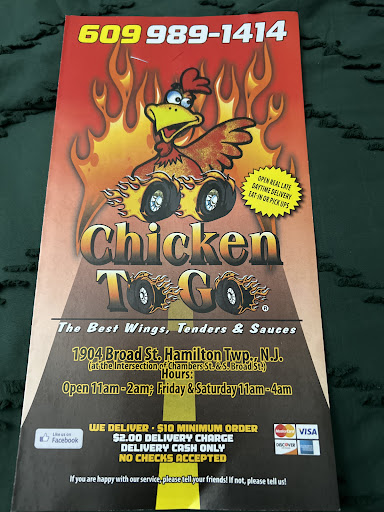 609 989-1414
OPEN REAL LATE
DAYTIME DELIVERY
EAT IN OR PICK UPS
Chicken
To Go ®
The Best Wings, Tenders & Sauces
1904 Broad St. Hamilton Twp., N.J.
(at the Intersection of Chambers St. & S. Broad St.)
Hours:
Open 11am - 2am; Friday & Saturday 11am - 4am
Like us on
Facebook
WE DELIVER • $10 MINIMUM ORDER
$2.00 DELIVERY CHARGE
DELIVERY CASH ONLY
NO CHECKS ACCEPTED
MasterCard
VISA
DISCOVER
If you are happy with our service, please tell your friends! If not, please tell us!